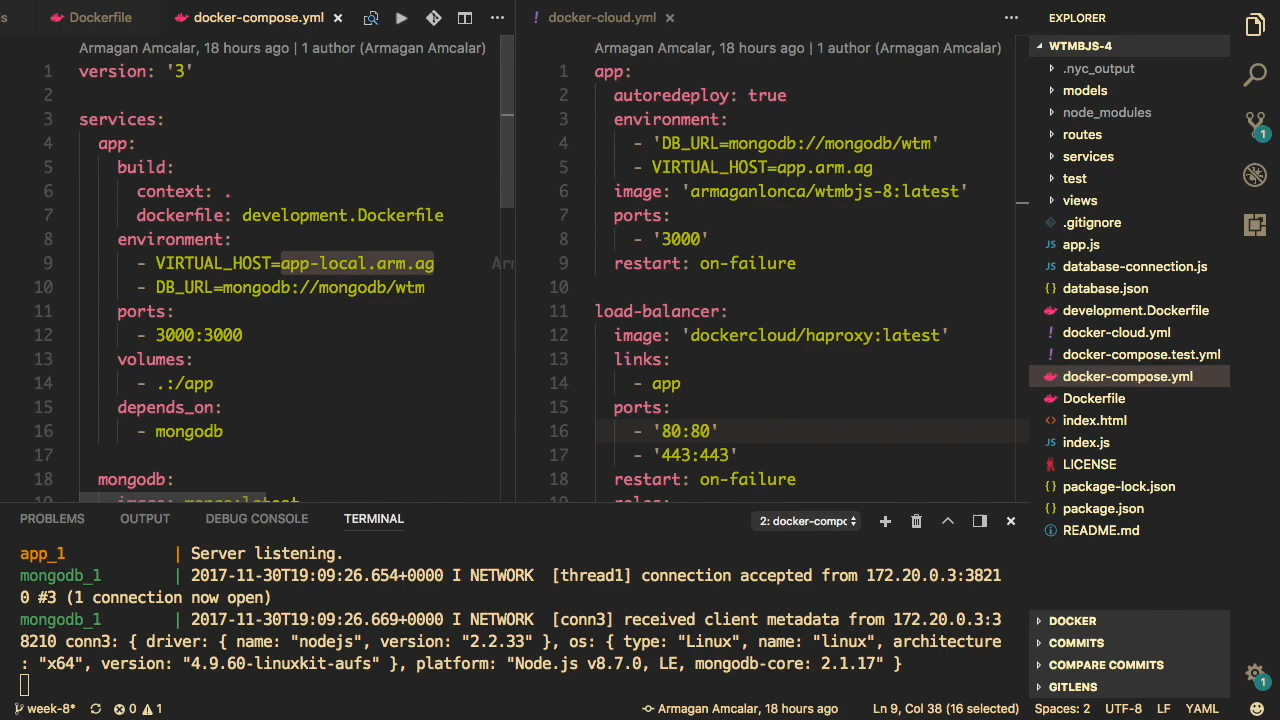 s
Dockerfile
docker-compose.yml
docker-cloud.yml
EXPLORER
Armagan Amcalar, 18 hours ago | 1 author (Armagan Amcalar)
1 version: '3'
2
3 services:
4 app:
5 build:
6 context: .
7 dockerfile: development.Dockerfile
8 environment:
9 - VIRTUAL_HOST=app-local.arm.ag
10 - DB_URL=mongodb://mongodb/wtm
11 ports:
12 - 3000:3000
13 volumes:
14 - .:/app
15 depends_on:
16 - mongodb
17
18 mongodb:
Armagan Amcalar, 18 hours ago | 1 author (Armagan Amcalar)
1 app:
2 autoredeploy: true
3 environment:
4 - 'DB_URL=mongodb://mongodb/wtm'
5 - VIRTUAL_HOST=app.arm.ag
6 image: 'armaganlonca/wtmbjs-8:latest'
7 ports:
8 - '3000'
9 restart: on-failure
10
11 load-balancer:
12 image: 'dockercloud/haproxy:latest'
13 links:
14 - app
15 ports:
16 - '80:80'
17 - '443:443'
18 restart: on-failure
WTMBJS-4
.nyc_output
models
node_modules
routes
services
test
views
.gitignore
app.js
database-connection.js
database.json
development.Dockerfile
docker-cloud.yml
docker-compose.test.yml
docker-compose.yml
Dockerfile
index.html
index.js
LICENSE
package-lock.json
package.json
README.md
DOCKER
COMMITS
COMPARE COMMITS
GITLENS
1
1
PROBLEMS OUTPUT DEBUG CONSOLE TERMINAL 2: docker-compo
app_1 | Server listening.
mongodb_1 | 2017-11-30T19:09:26.654+0000 I NETWORK [thread1] connection accepted from 172.20.0.3:3821
0 #3 (1 connection now open)
mongodb_1 | 2017-11-30T19:09:26.669+0000 I NETWORK [conn3] received client metadata from 172.20.0.3:3
8210 conn3: { driver: { name: "nodejs", version: "2.2.33" }, os: { type: "Linux", name: "linux", architecture
: "x64", version: "4.9.60-linuxkit-aufs" }, platform: "Node.js v8.7.0, LE, mongodb-core: 2.1.17" }
week-8* 0 1 Armagan Amcalar, 18 hours ago Ln 9, Col 38 (16 selected) Spaces: 2 UTF-8 LF YAML